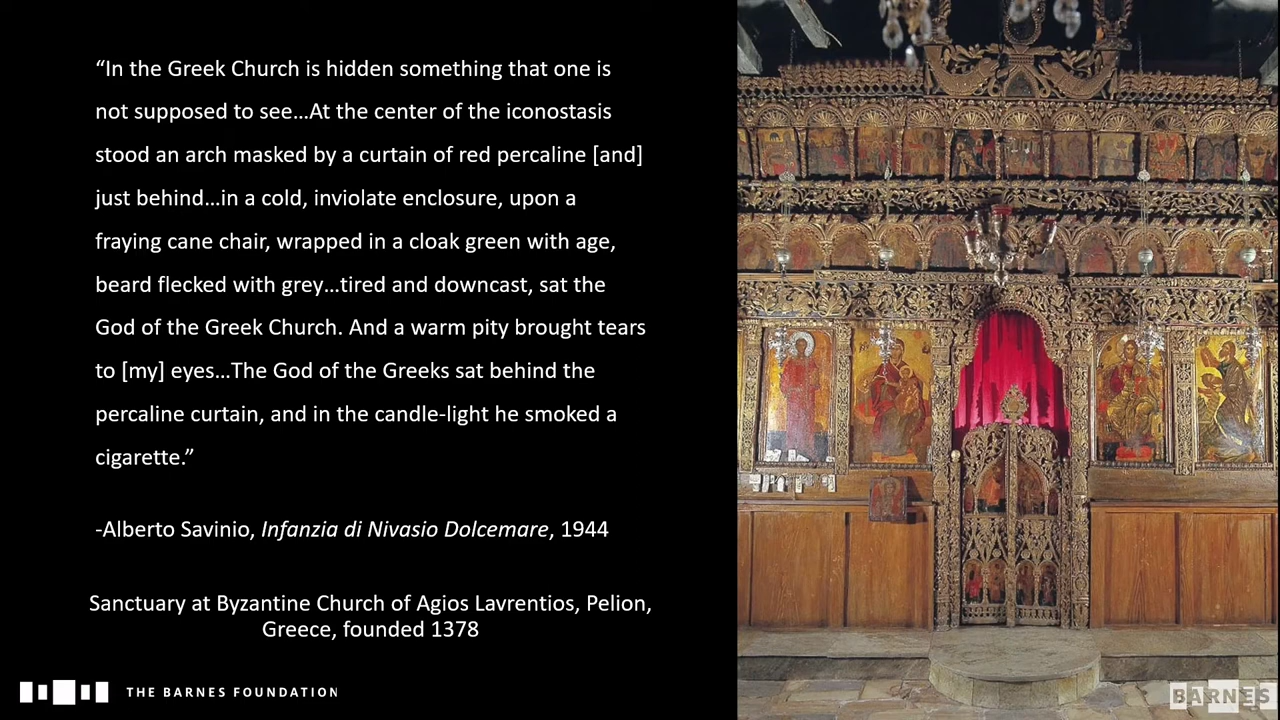 “In the Greek Church is hidden something that one is
not supposed to see...At the center of the iconostasis
stood an arch masked by a curtain of red percaline [and]
just behind...in a cold, inviolate enclosure, upon a
fraying cane chair, wrapped in a cloak green with age,
beard flecked with grey...tired and downcast, sat the
God of the Greek Church. And a warm pity brought tears
to [my] eyes...The God of the Greeks sat behind the
percaline curtain, and in the candle-light he smoked a
cigarette.”
-Alberto Savinio, Infanzia di Nivasio Dolcemare, 1944
Sanctuary at Byzantine Church of Agios Lavrentios, Pelion,
Greece, founded 1378
THE BARNES FOUNDATION
BARNES